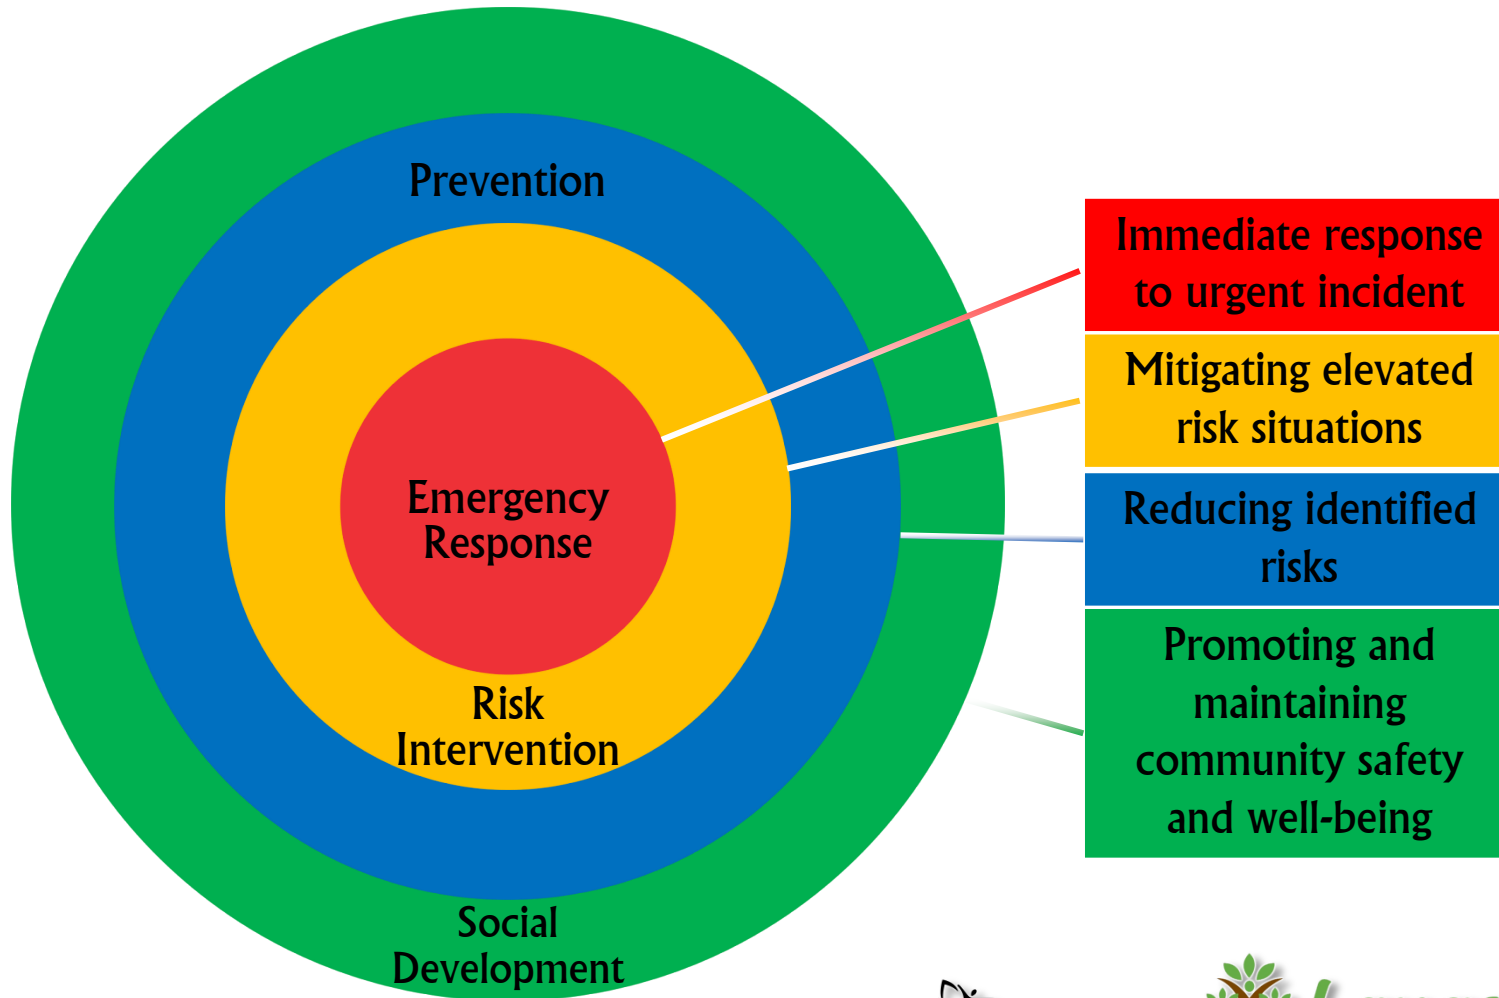 Prevention
Emergency
Response
Risk
Intervention
Social
Development
Immediate response
to urgent incident
Mitigating elevated
risk situations
Reducing identified
risks
Promoting and
maintaining
community safety
and well-being